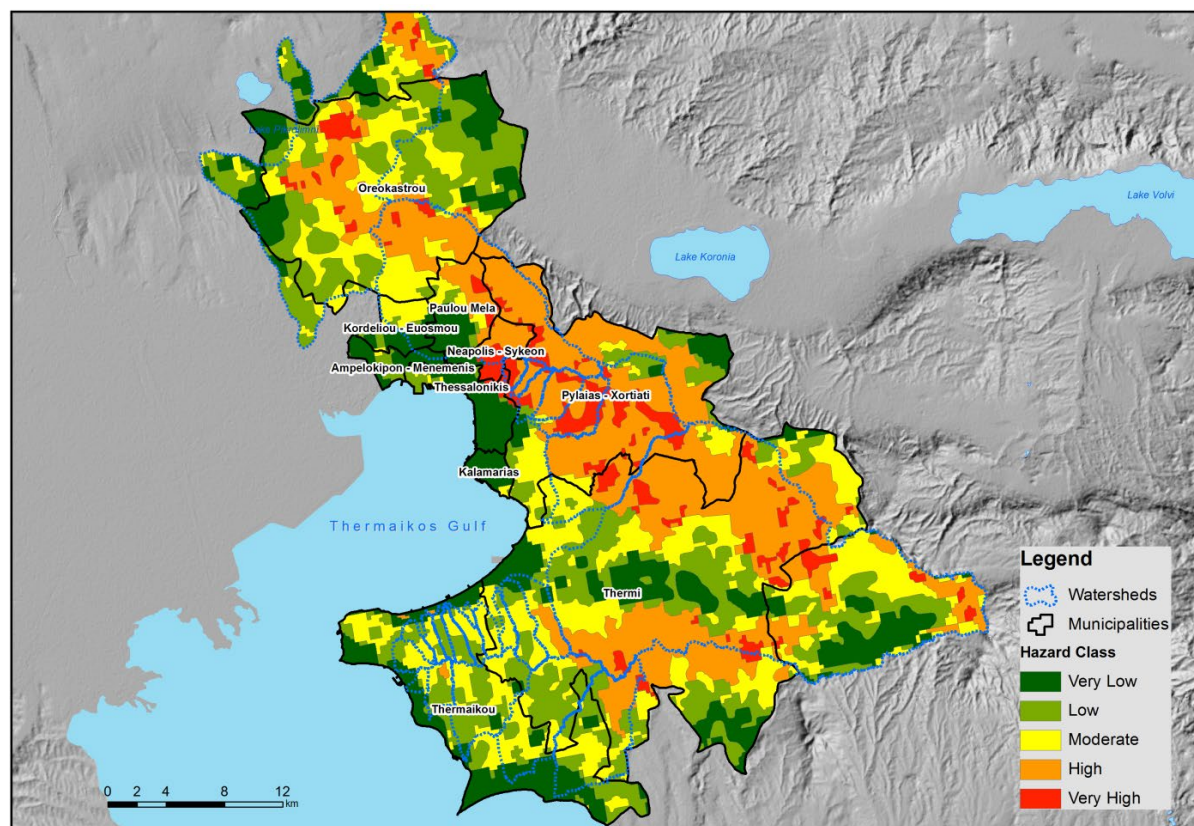 Lake Pikrolimni
Lake Volvi
Oreokastrou
Lake Koronia
Paulou Mela
Kordeliou - Euosmou
Neapolis - Sykeon
Ampelokipon - Menemenis
Thessalonikis
Pylaias - Xortiati
Kalamarias
Thermaikos Gulf
Thermi
Thermaikou
0 2 4 8 12
km
Legend
Watersheds
Municipalities
Hazard Class
Very Low
Low
Moderate
High
Very High